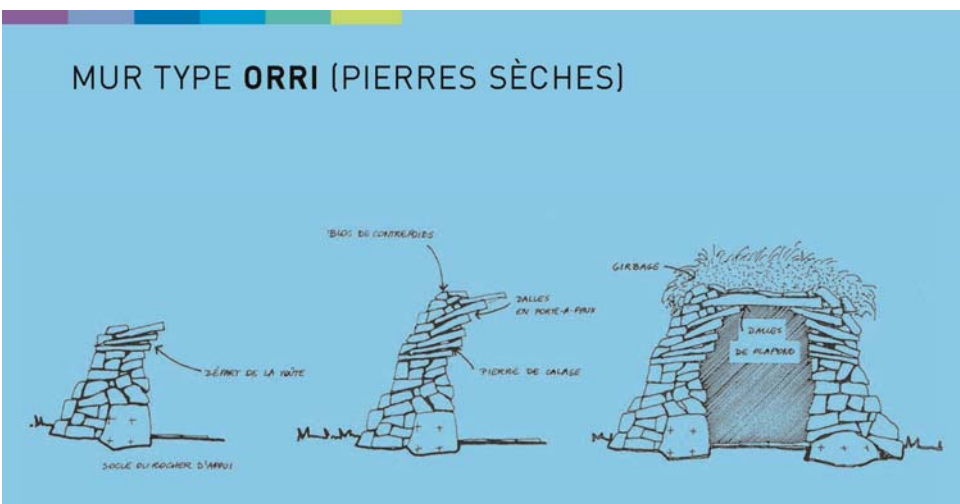 MUR TYPE ORRI (PIERRES SÈCHES)
DÉPART DE LA VOÛTE
SOCLE OU ROCHER D'APPUI
BLOC DE CONTREPOIDS
DALLES
EN PORTE-A-FAUX
PIERRE DE CALAGE
GIRBAGE
DALLES
DE PLAFOND